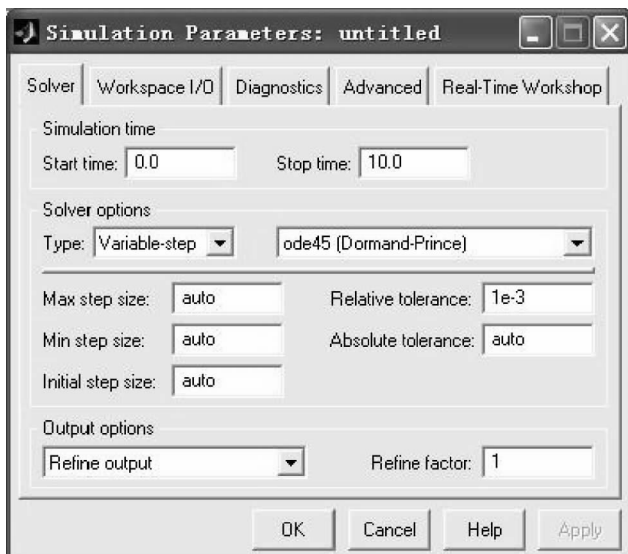 Simulation Parameters: untitled
Solver Workspace I/O Diagnostics Advanced Real-Time Workshop
Simulation time
Start time: 0.0 Stop time: 10.0
Solver options
Type: Variable-step ode45 (Dormand-Prince)
Max step size: auto Relative tolerance: 1e-3
Min step size: auto Absolute tolerance: auto
Initial step size: auto
Output options
Refine output Refine factor: 1
OK Cancel Help Apply